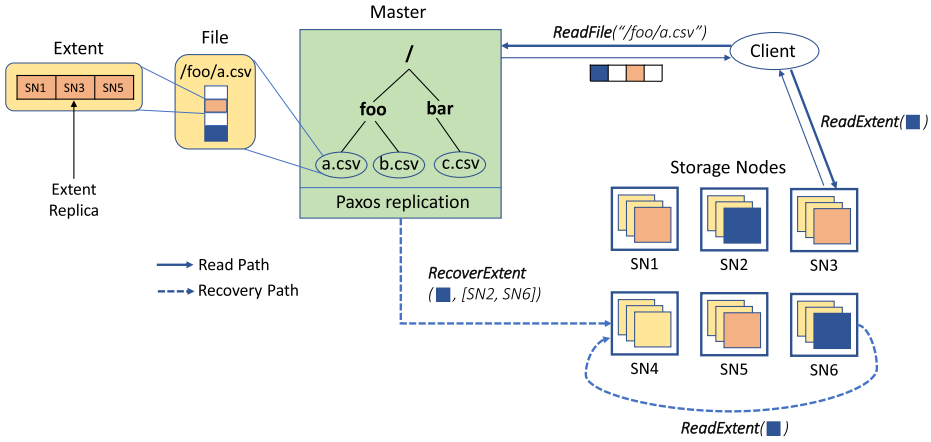 Master
ReadFile("/foo/a.csv")
Extent
File
Client
/foo/a.csv
/
SN1 SN3 SN5
foo
bar
ReadExtent( )
a.csv
b.csv
c.csv
Storage Nodes
Extent
Replica
Paxos replication
SN1
SN2
SN3
Read Path
Recovery Path
RecoverExtent
( , [SN2, SN6])
SN4
SN5
SN6
ReadExtent( )